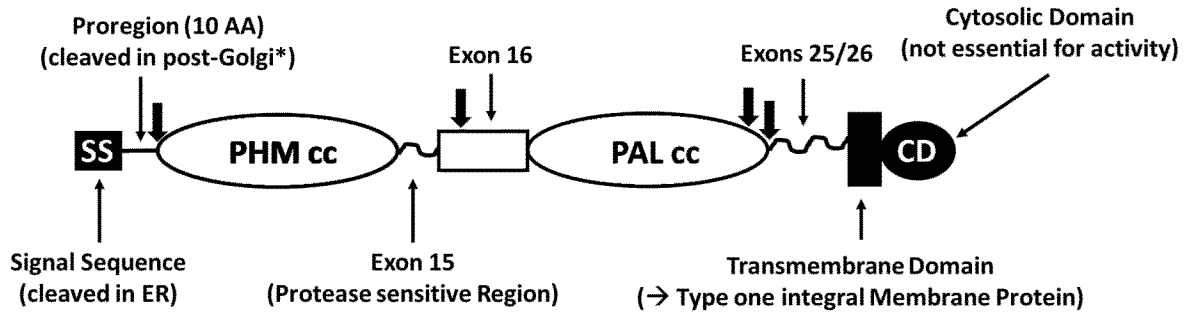 Proregion (10 AA)
(cleaved in post-Golgi*)
Exon 16
Exons 25/26
Cytosolic Domain
(not essential for activity)
SS
PHM cc
PAL cc
CD
Signal Sequence
(cleaved in ER)
Exon 15
(Protease sensitive Region)
Transmembrane Domain
(→ Type one integral Membrane Protein)